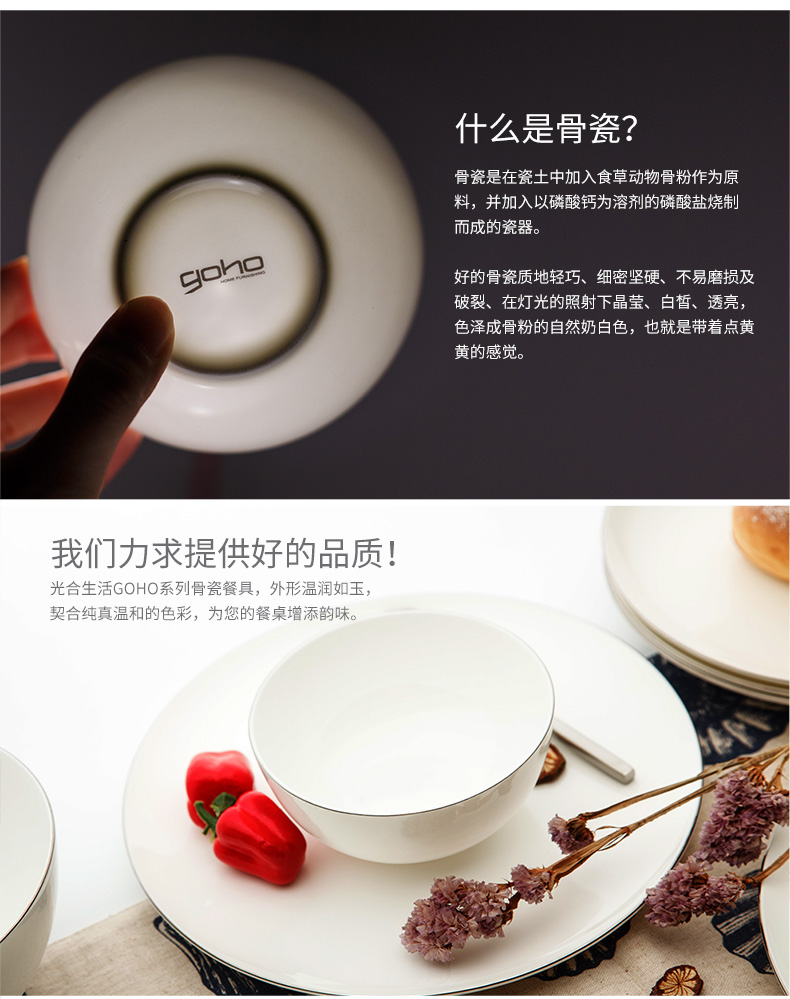 什么是骨瓷？
骨瓷是在瓷土中加入食草动物骨粉作为原
料，并加入以磷酸钙为溶剂的磷酸盐烧制
而成的瓷器。
好的骨瓷质地轻巧、细密坚硬、不易磨损及
破裂、在灯光的照射下晶莹、白皙、透亮，
色泽成骨粉的自然奶白色，也就是带着点黄
黄的感觉。
goho
HOME FURNISHING
我们力求提供好的品质！
光合生活GOHO系列骨瓷餐具，外形温润如玉，
契合纯真温和的色彩，为您的餐桌增添韵味。